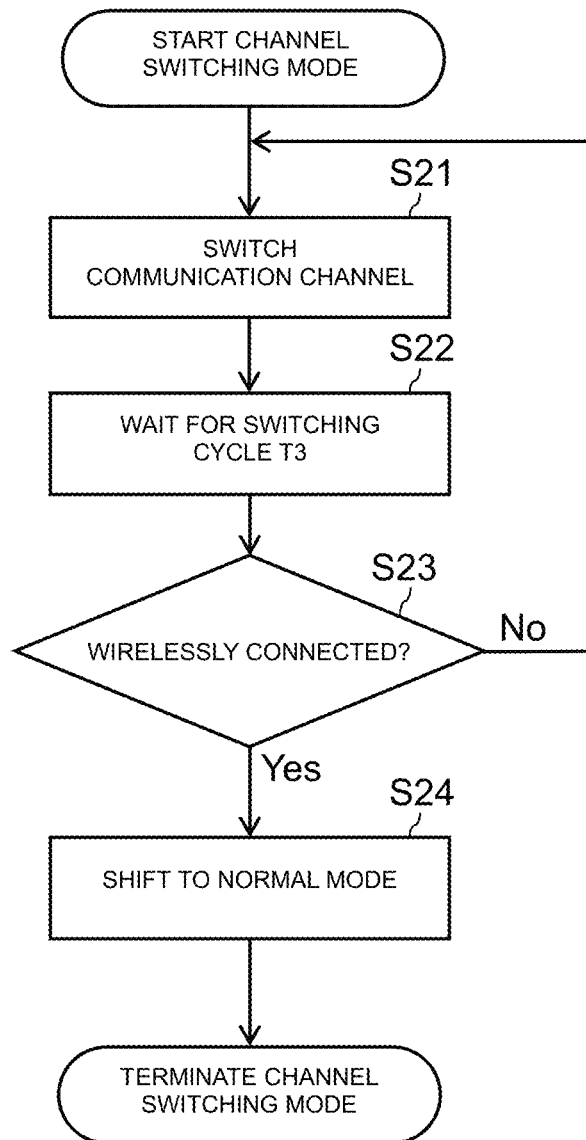 START CHANNEL
SWITCHING MODE
S21
SWITCH
COMMUNICATION CHANNEL
S22
WAIT FOR SWITCHING
CYCLE T3
S23
WIRELESSLY CONNECTED?
No
Yes
S24
SHIFT TO NORMAL MODE
TERMINATE CHANNEL
SWITCHING MODE